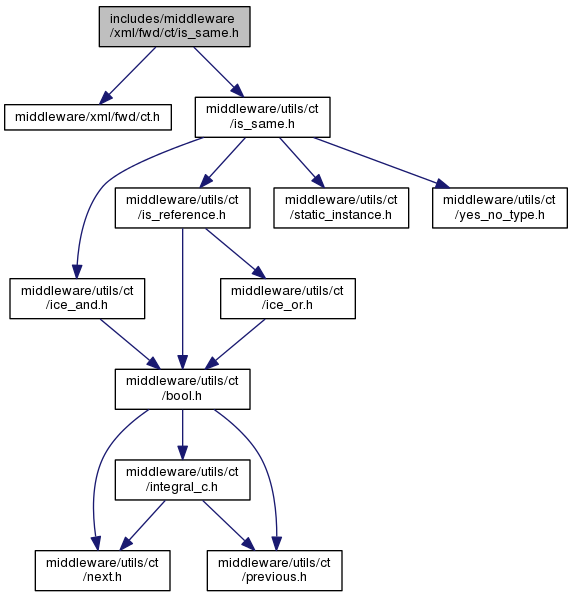 includes/middleware
/xml/fwd/ct/is_same.h
middleware/xml/fwd/ct.h
middleware/utils/ct
/is_same.h
middleware/utils/ct
/is_reference.h
middleware/utils/ct
/static_instance.h
middleware/utils/ct
/yes_no_type.h
middleware/utils/ct
/ice_and.h
middleware/utils/ct
/ice_or.h
middleware/utils/ct
/bool.h
middleware/utils/ct
/integral_c.h
middleware/utils/ct
/next.h
middleware/utils/ct
/previous.h